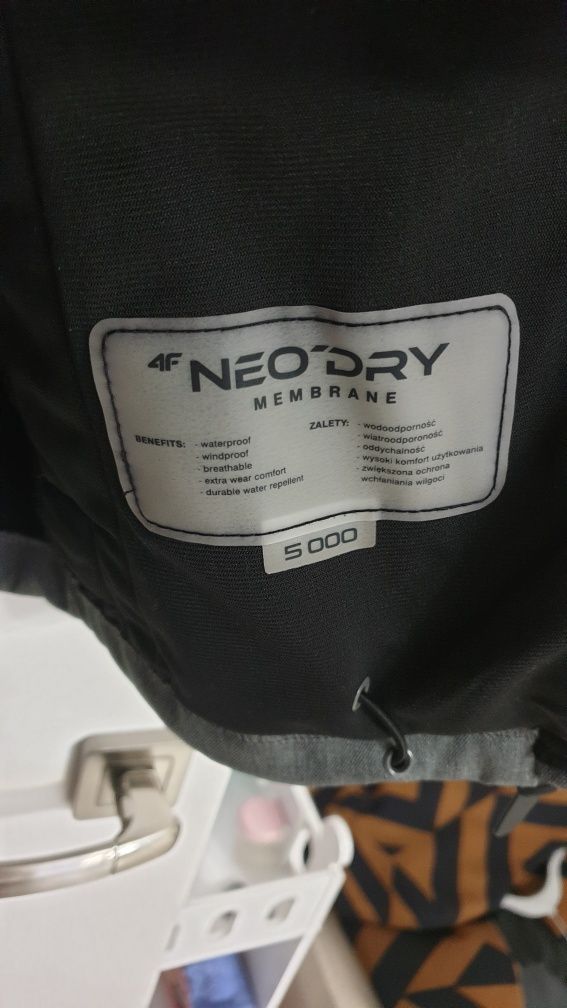 4F NEO'DRY
MEMBRANE
BENEFITS: - waterproof
- windproof
- breathable
- extra wear comfort
- durable water repellent
ZALETY: - wodoodporność
- wiatroodporoność
- oddychalność
- wysoki komfort użytkowania
- zwiększona ochrona
wchłaniania wilgoci
5 000